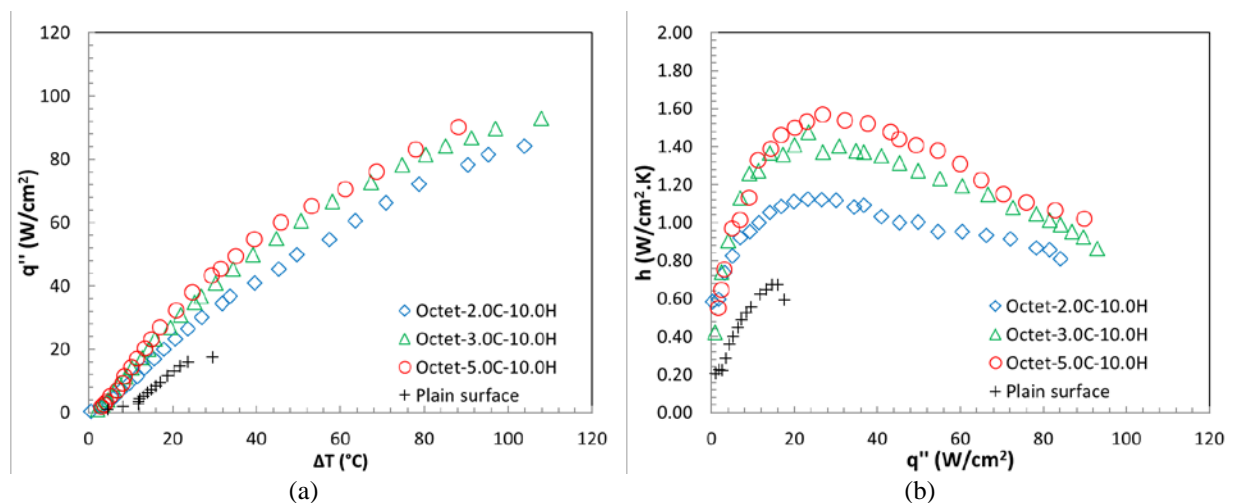 120
100
80
60
40
20
0
q'' (W/cm²)
0 20 40 60 80 100 120
ΔT (°C)
Octet-2.0C-10.0H
Octet-3.0C-10.0H
Octet-5.0C-10.0H
Plain surface
(a)
2.00
1.80
1.60
1.40
1.20
1.00
0.80
0.60
0.40
0.20
0.00
h (W/cm².K)
0 20 40 60 80 100 120
q'' (W/cm²)
Octet-2.0C-10.0H
Octet-3.0C-10.0H
Octet-5.0C-10.0H
Plain surface
(b)